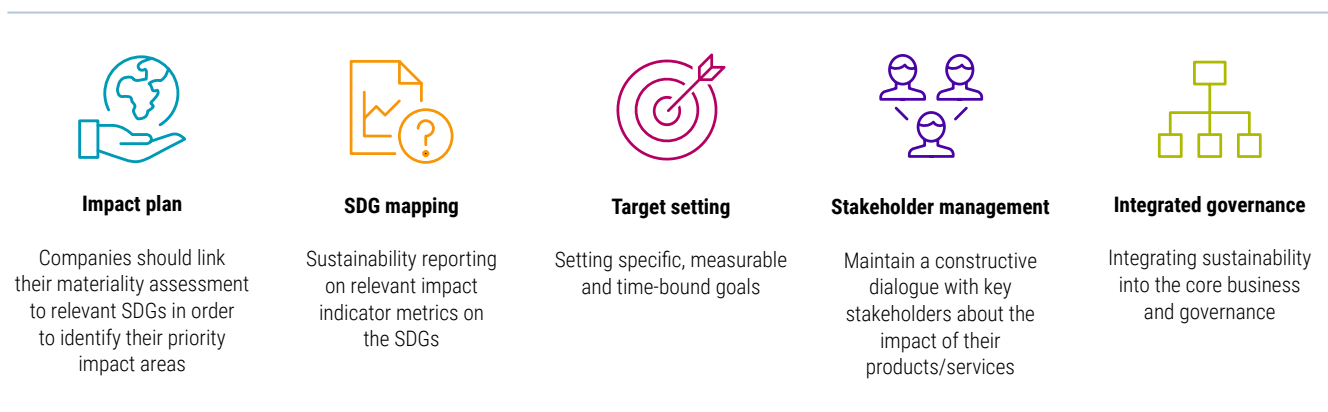 Impact plan
Companies should link
their materiality assessment
to relevant SDGs in order
to identify their priority
impact areas
SDG mapping
Sustainability reporting
on relevant impact
indicator metrics on
the SDGs
Target setting
Setting specific, measurable
and time-bound goals
Stakeholder management
Maintain a constructive
dialogue with key
stakeholders about the
impact of their
products/services
Integrated governance
Integrating sustainability
into the core business
and governance